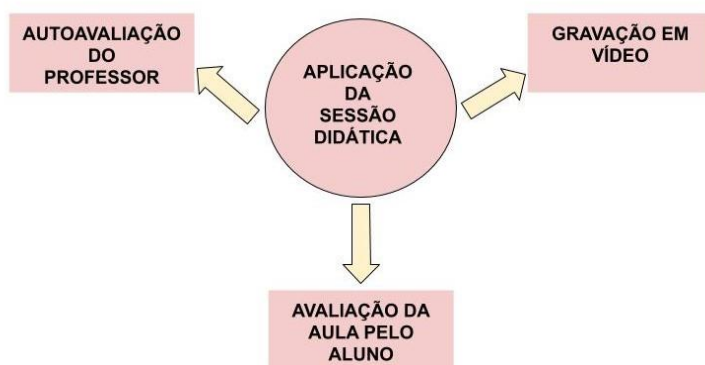 AUTOAVALIAÇÃO
DO
PROFESSOR
APLICAÇÃO
DA
SESSÃO
DIDÁTICA
GRAVAÇÃO EM
VÍDEO
AVALIAÇÃO DA
AULA PELO
ALUNO